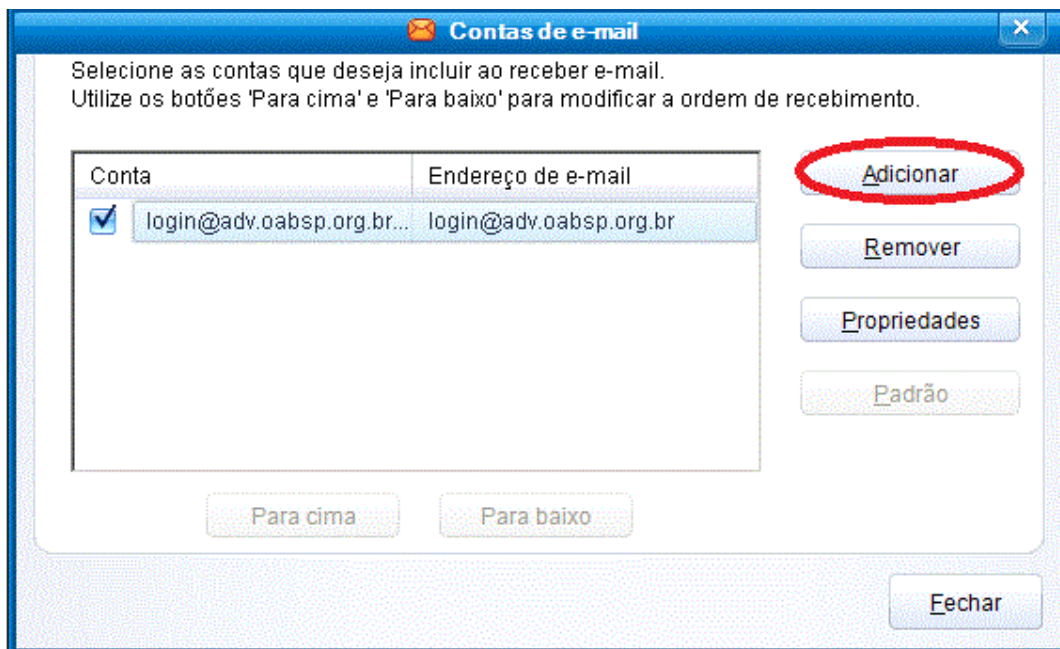 Contas de e-mail
Selecione as contas que deseja incluir ao receber e-mail.
Utilize os botões 'Para cima' e 'Para baixo' para modificar a ordem de recebimento.
Conta Endereço de e-mail
login@adv.oabsp.org.br... login@adv.oabsp.org.br
Adicionar
Remover
Propriedades
Padrão
Para cima Para baixo
Fechar